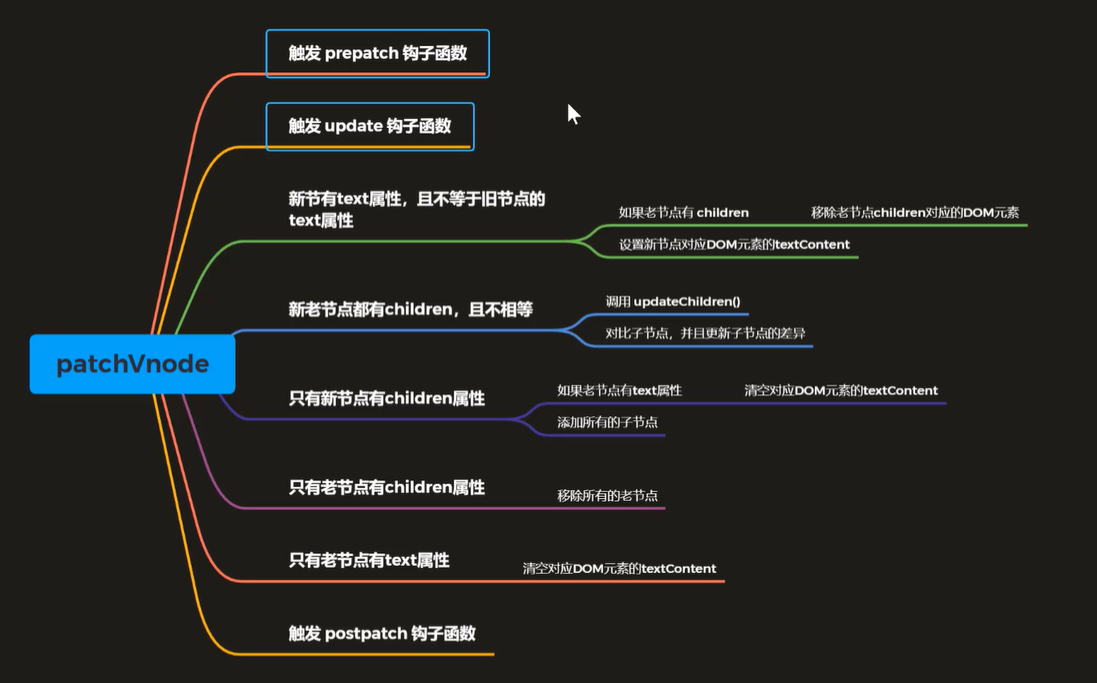 触发 prepatch 钩子函数
触发 update 钩子函数
新节有text属性，且不等于旧节点的
text属性
如果老节点有 children
移除老节点children对应的DOM元素
设置新节点对应DOM元素的textContent
新老节点都有children，且不相等
调用 updateChildren()
对比子节点，并且更新子节点的差异
patchVnode
只有新节点有children属性
如果老节点有text属性
清空对应DOM元素的textContent
添加所有的子节点
只有老节点有children属性
移除所有的老节点
只有老节点有text属性
清空对应DOM元素的textContent
触发 postpatch 钩子函数